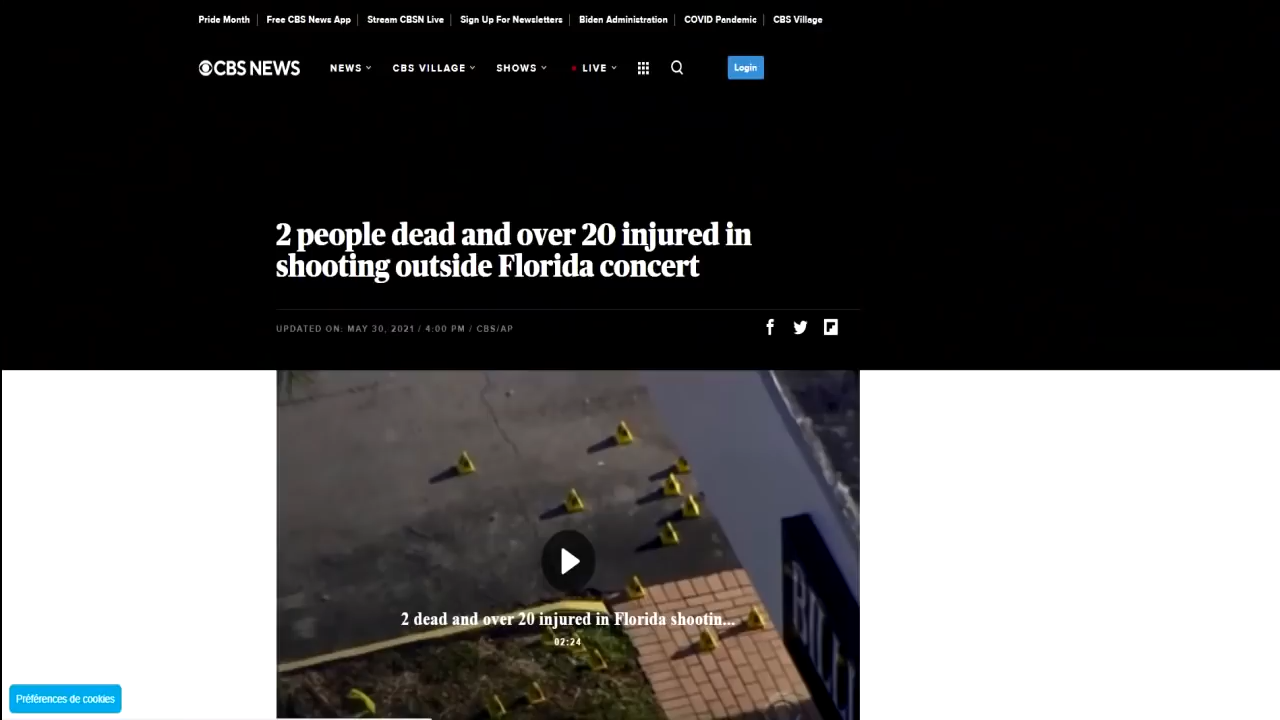 Pride Month Free CBS News App Stream CBSN Live Sign Up For Newsletters Biden Administration COVID Pandemic CBS Village
CBS NEWS NEWS CBS VILLAGE SHOWS LIVE Login
2 people dead and over 20 injured in
shooting outside Florida concert
UPDATED ON: MAY 30, 2021 / 4:00 PM / CBS/AP
2 dead and over 20 injured in Florida shootin...
02:24
Préférences de cookies